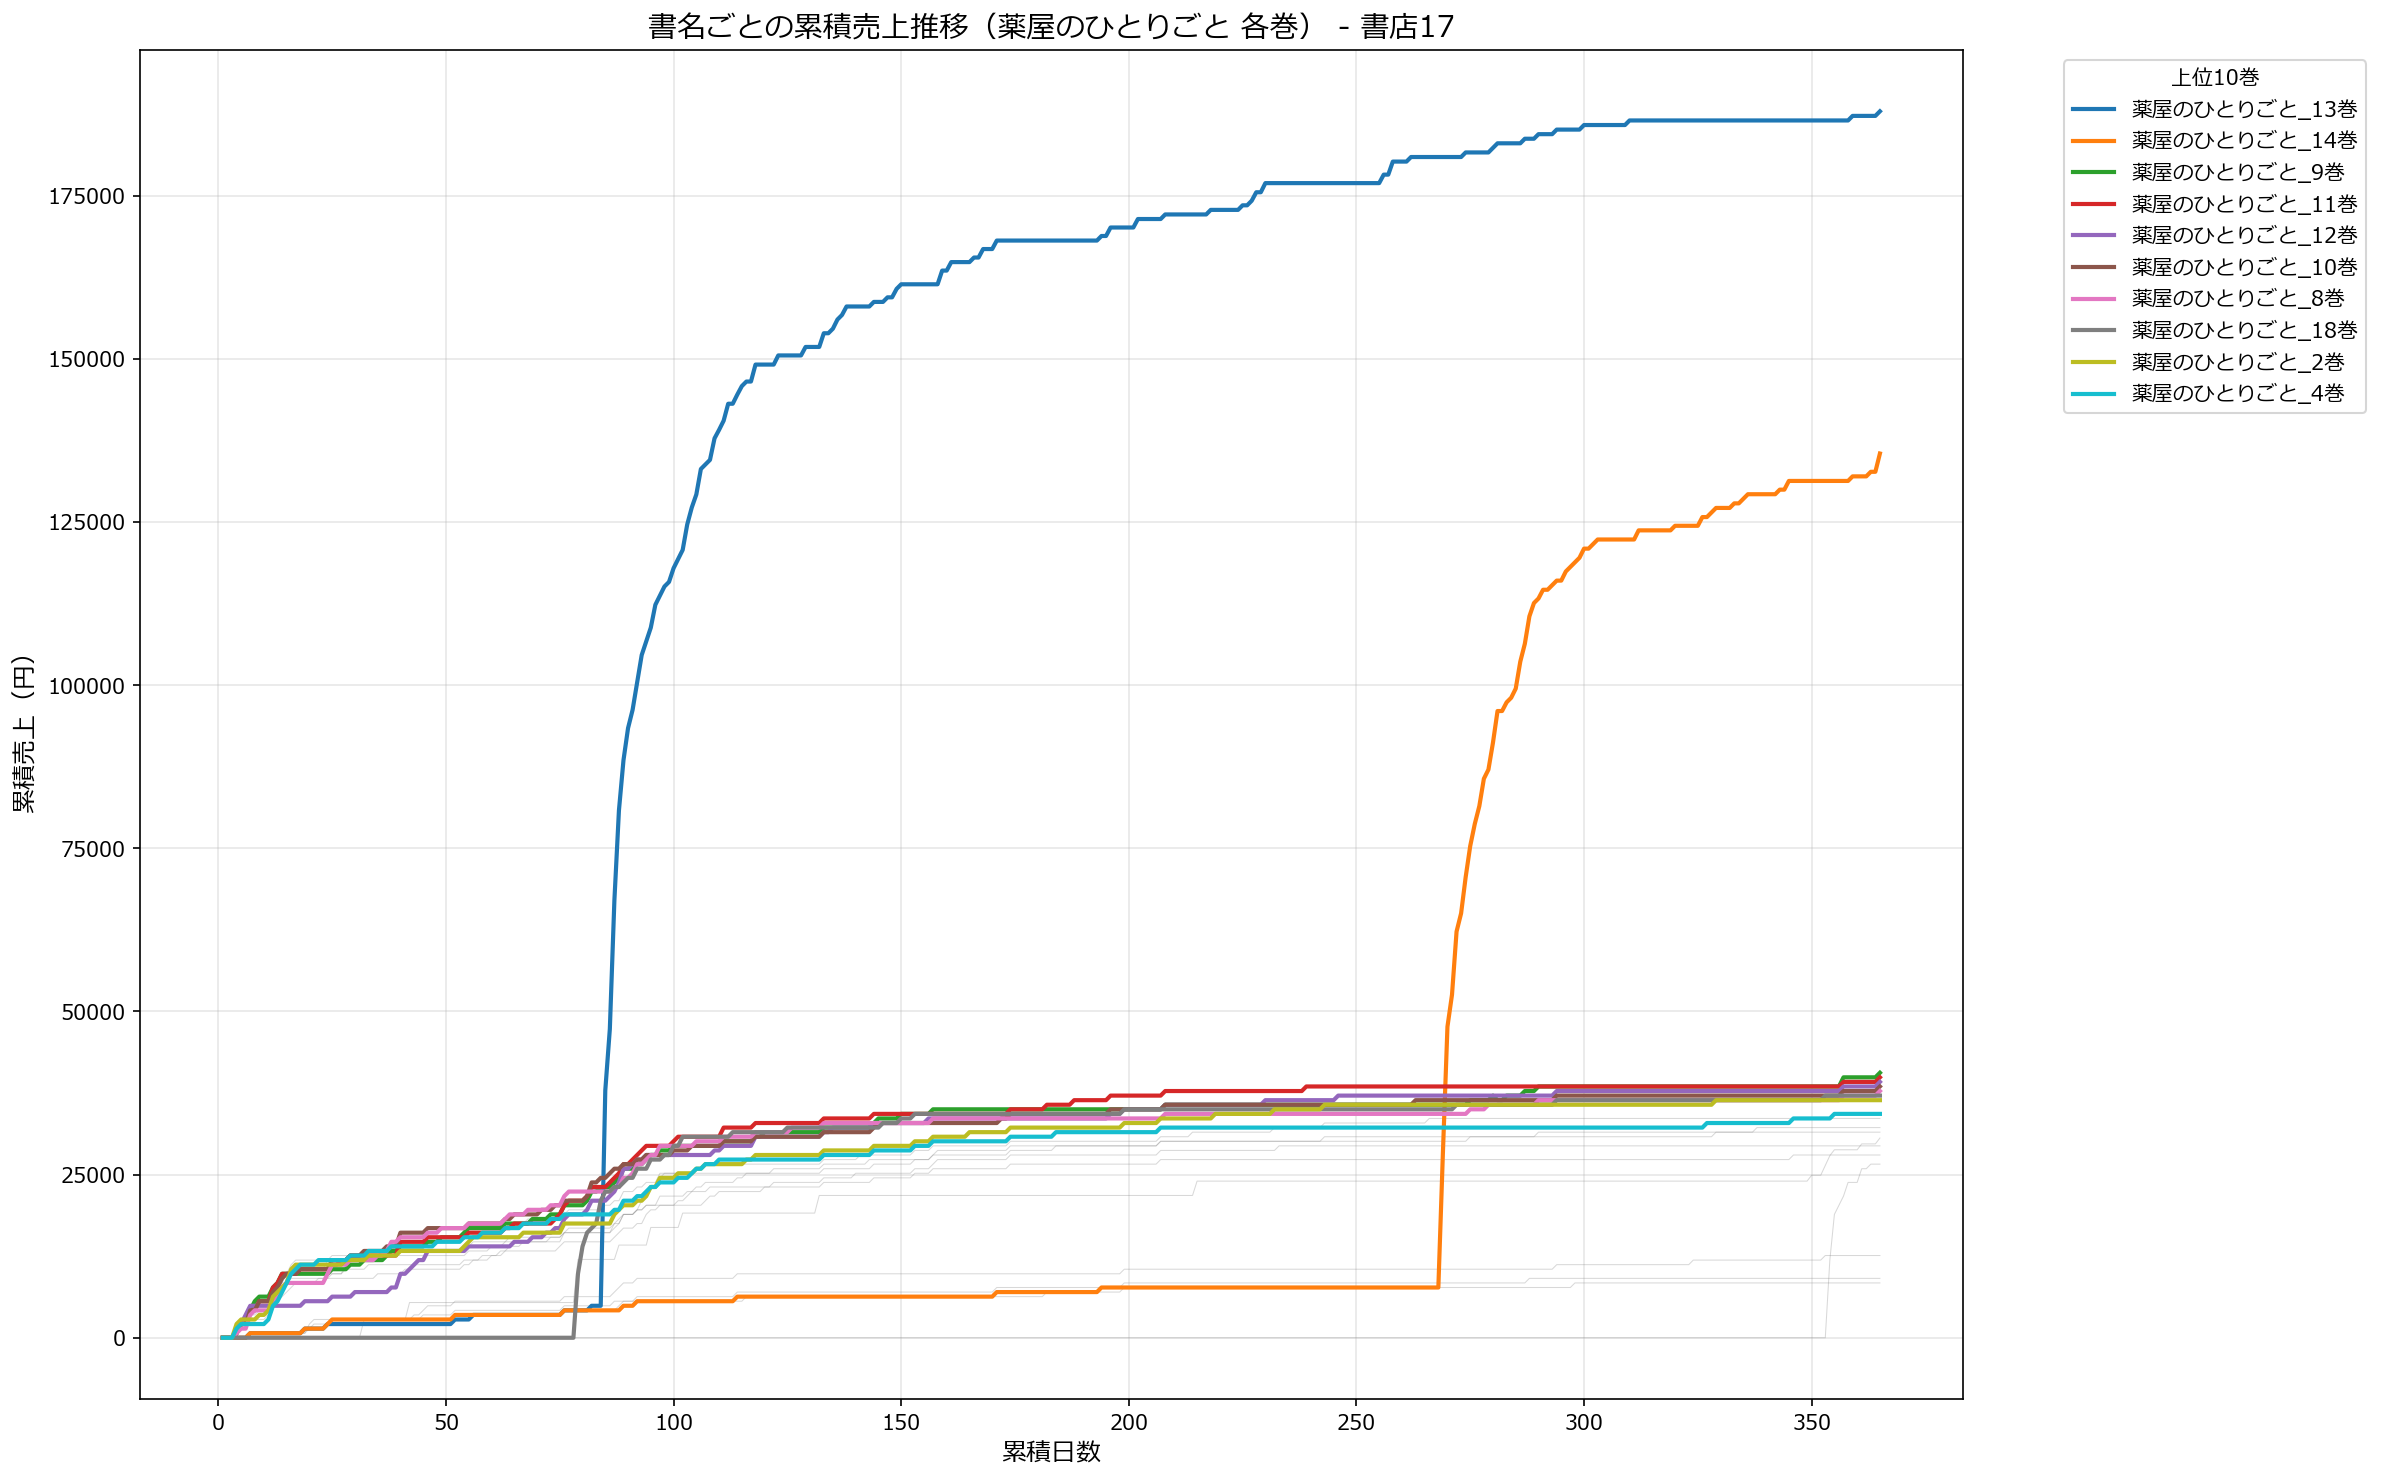 書名ごとの累積売上推移（薬屋のひとりごと 各巻） - 書店17
上位10巻
薬屋のひとりごと_13巻
薬屋のひとりごと_14巻
薬屋のひとりごと_9巻
薬屋のひとりごと_11巻
薬屋のひとりごと_12巻
薬屋のひとりごと_10巻
薬屋のひとりごと_8巻
薬屋のひとりごと_18巻
薬屋のひとりごと_2巻
薬屋のひとりごと_4巻
累積売上（円）
175000
150000
125000
100000
75000
50000
25000
0
0 50 100 150 200 250 300 350
累積日数